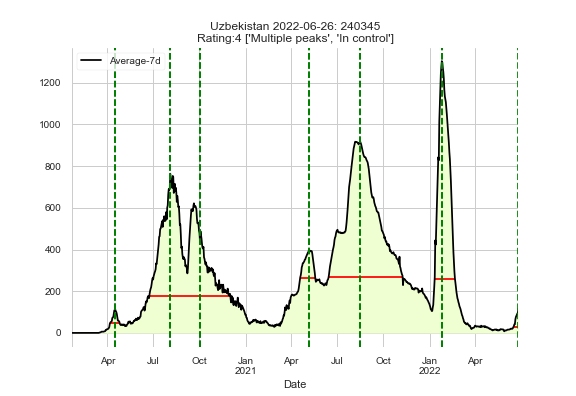 Uzbekistan 2022-06-26: 240345
Rating:4 ['Multiple peaks', 'In control']
Average-7d
1200
1000
800
600
400
200
0
Apr Jul Oct Jan Apr Jul Oct Jan Apr
2021 2022
Date